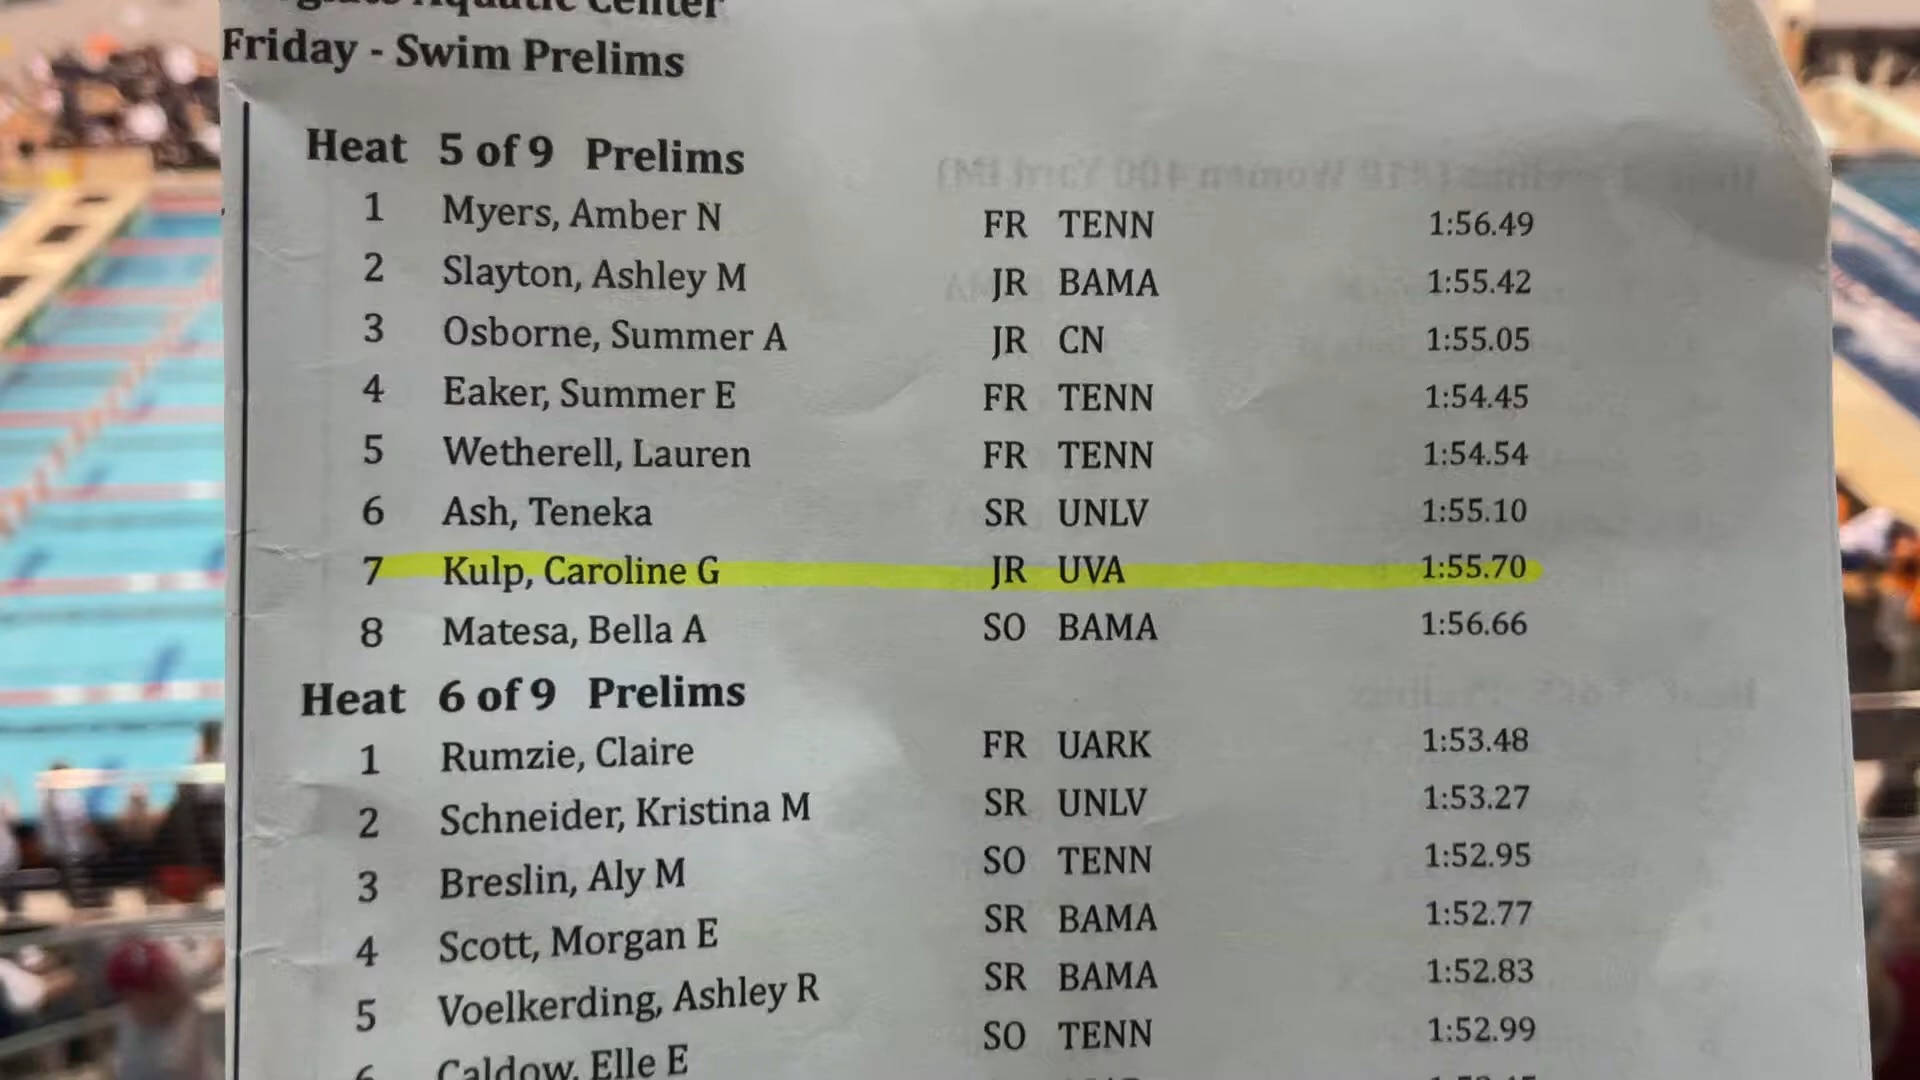 Aquatic Center
Friday - Swim Prelims
Heat 5 of 9 Prelims
1 Myers, Amber N FR TENN 1:56.49
2 Slayton, Ashley M JR BAMA 1:55.42
3 Osborne, Summer A JR CN 1:55.05
4 Eaker, Summer E FR TENN 1:54.45
5 Wetherell, Lauren FR TENN 1:54.54
6 Ash, Teneka SR UNLV 1:55.10
7 Kulp, Caroline G JR UVA 1:55.70
8 Matesa, Bella A SO BAMA 1:56.66
Heat 6 of 9 Prelims
1 Rumzie, Claire FR UARK 1:53.48
2 Schneider, Kristina M SR UNLV 1:53.27
3 Breslin, Aly M SO TENN 1:52.95
4 Scott, Morgan E SR BAMA 1:52.77
5 Voelkerding, Ashley R SR BAMA 1:52.83
6 Caldow, Elle E SO TENN 1:52.99